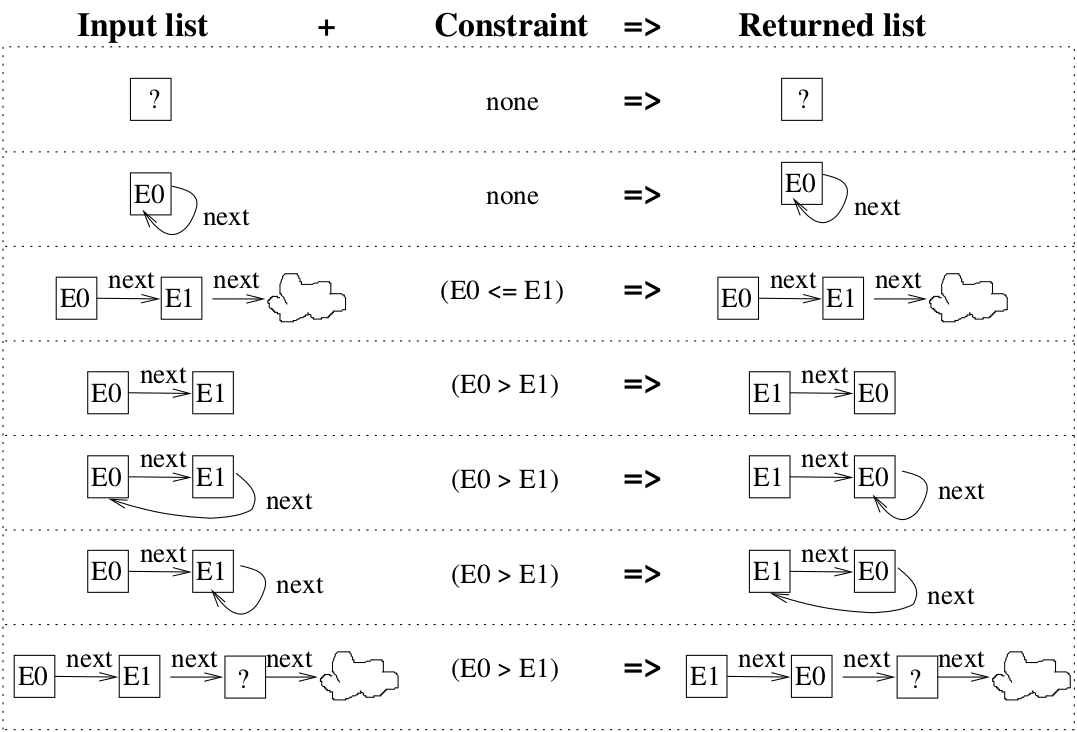 Input list + Constraint => Returned list
? none => ?
E0 next none => E0 next
E0 next E1 next (E0 <= E1) => E0 next E1 next
E0 next E1 (E0 > E1) => E1 next E0
E0 next E1 next (E0 > E1) => E1 next E0 next
E0 next E1 next (E0 > E1) => E1 next E0 next
E0 next E1 next ? next (E0 > E1) => E1 next E0 next ? next